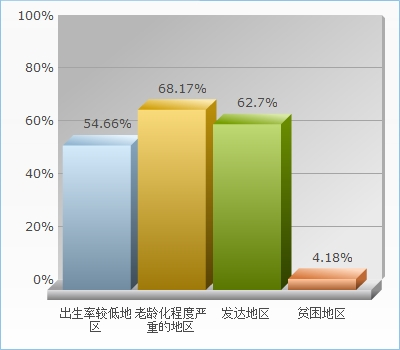 100%
80%
60%
40%
20%
0%
54.66%
68.17%
62.7%
4.18%
出生率较低地
区
老龄化程度严
重的地区
发达地区
贫困地区